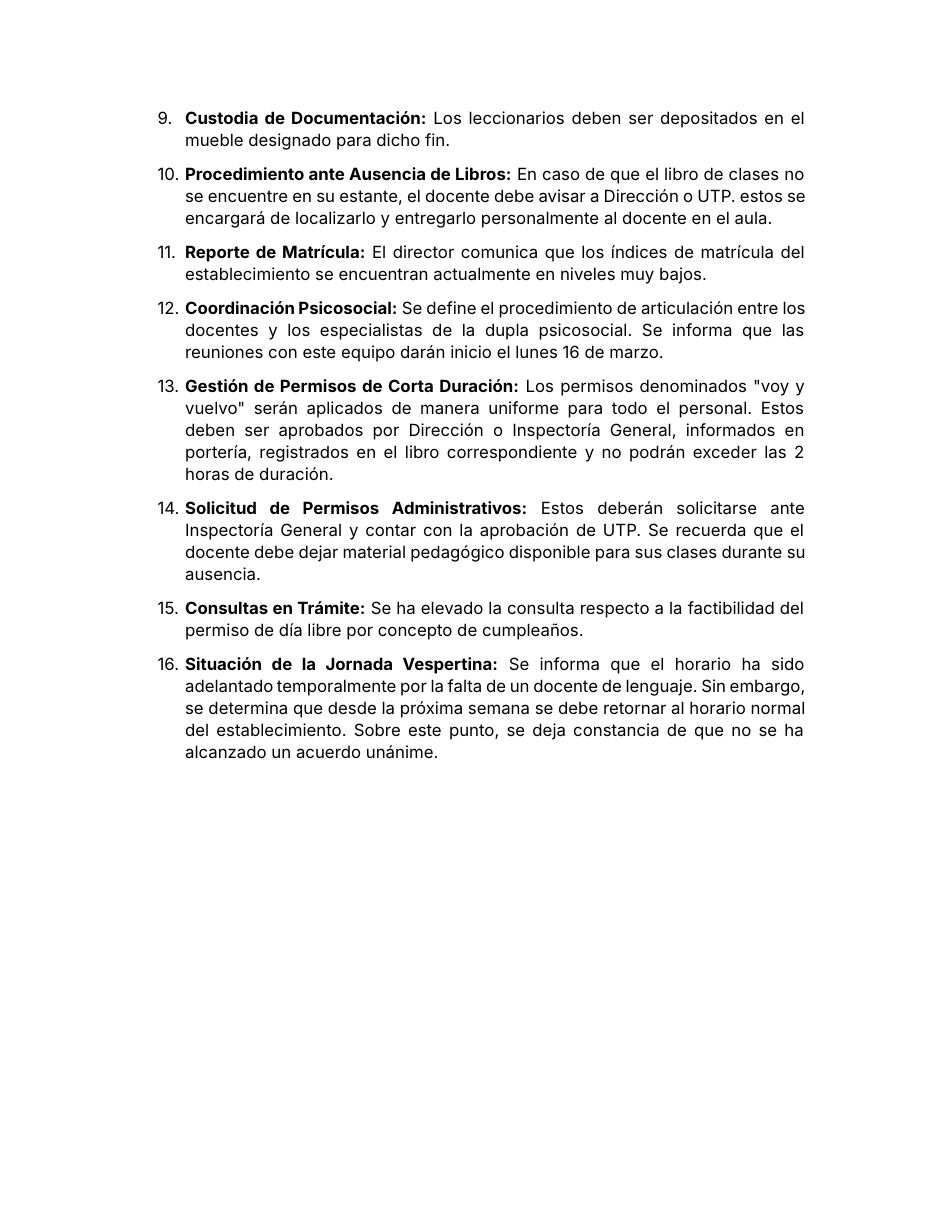 9. Custodia de Documentación: Los leccionarios deben ser depositados en el
mueble designado para dicho fin.
10. Procedimiento ante Ausencia de Libros: En caso de que el libro de clases no
se encuentre en su estante, el docente debe avisar a Dirección o UTP. estos se
encargará de localizarlo y entregarlo personalmente al docente en el aula.
11. Reporte de Matrícula: El director comunica que los índices de matrícula del
establecimiento se encuentran actualmente en niveles muy bajos.
12. Coordinación Psicosocial: Se define el procedimiento de articulación entre los
docentes y los especialistas de la dupla psicosocial. Se informa que las
reuniones con este equipo darán inicio el lunes 16 de marzo.
13. Gestión de Permisos de Corta Duración: Los permisos denominados "voy y
vuelvo" serán aplicados de manera uniforme para todo el personal. Estos
deben ser aprobados por Dirección o Inspectoría General, informados en
portería, registrados en el libro correspondiente y no podrán exceder las 2
horas de duración.
14. Solicitud de Permisos Administrativos: Estos deberán solicitarse ante
Inspectoría General y contar con la aprobación de UTP. Se recuerda que el
docente debe dejar material pedagógico disponible para sus clases durante su
ausencia.
15. Consultas en Trámite: Se ha elevado la consulta respecto a la factibilidad del
permiso de día libre por concepto de cumpleaños.
16. Situación de la Jornada Vespertina: Se informa que el horario ha sido
adelantado temporalmente por la falta de un docente de lenguaje. Sin embargo,
se determina que desde la próxima semana se debe retornar al horario normal
del establecimiento. Sobre este punto, se deja constancia de que no se ha
alcanzado un acuerdo unánime.